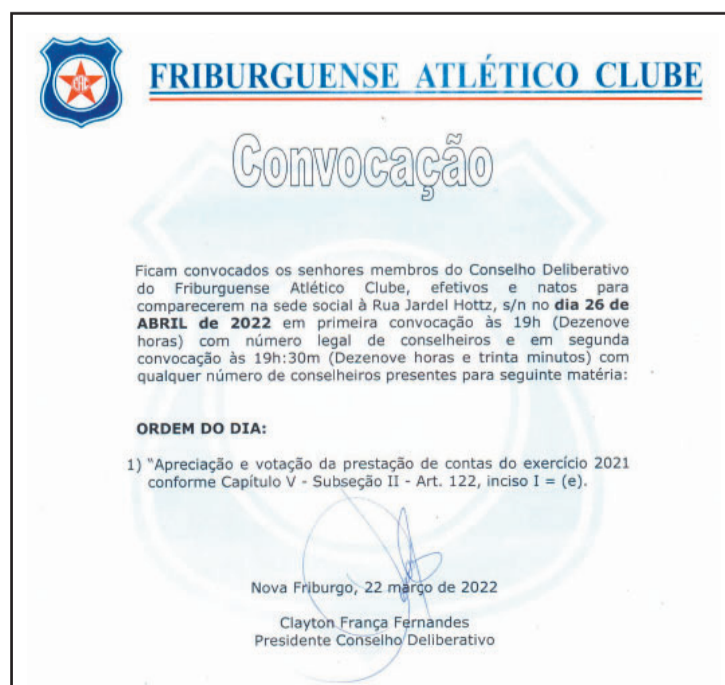 FRIBURGUENSE ATLÉTICO CLUBE
Convocação
Ficam convocados os senhores membros do Conselho Deliberativo
do Friburguense Atlético Clube, efetivos e natos para
comparecerem na sede social à Rua Jardel Hottz, s/n no dia 26 de
ABRIL de 2022 em primeira convocação às 19h (Dezenove
horas) com número legal de conselheiros e em segunda
convocação às 19h:30m (Dezenove horas e trinta minutos) com
qualquer número de conselheiros presentes para seguinte matéria:
ORDEM DO DIA:
1) "Apreciação e votação da prestação de contas do exercício 2021
conforme Capítulo V - Subseção II - Art. 122, inciso I = (e).
Nova Friburgo, 22 março de 2022
Clayton França Fernandes
Presidente Conselho Deliberativo